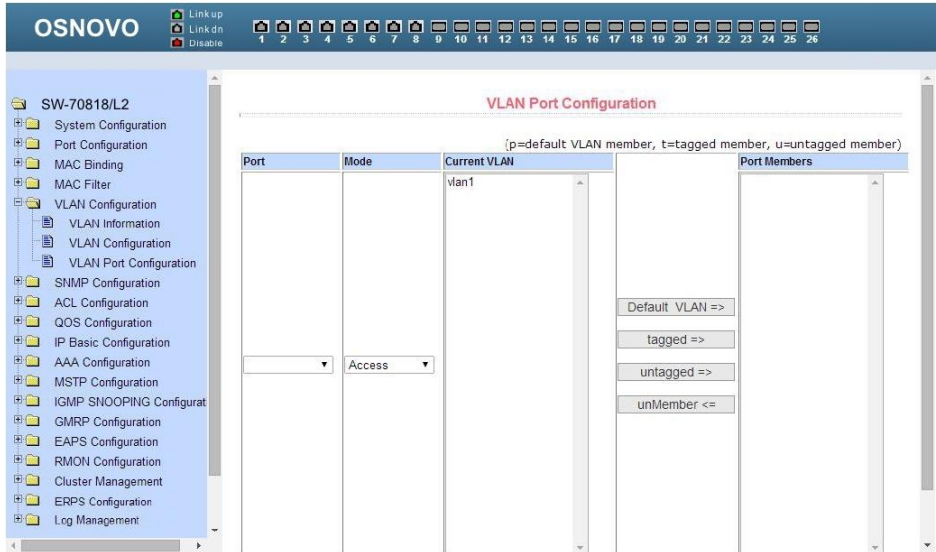 OSNOVO
Link up
Link dn
Disable
1 2 3 4 5 6 7 8 9 10 11 12 13 14 15 16 17 18 19 20 21 22 23 24 25 26
SW-70818/L2
System Configuration
Port Configuration
MAC Binding
MAC Filter
VLAN Configuration
VLAN Information
VLAN Configuration
VLAN Port Configuration
SNMP Configuration
ACL Configuration
QOS Configuration
IP Basic Configuration
AAA Configuration
MSTP Configuration
IGMP SNOOPING Configurat
GMRP Configuration
EAPS Configuration
RMON Configuration
Cluster Management
ERPS Configuration
Log Management
VLAN Port Configuration
(p=default VLAN member, t=tagged member, u=untagged member)
Port Mode Current VLAN Port Members
vlan1
Access
Default VLAN =>
tagged =>
untagged =>
unMember <=